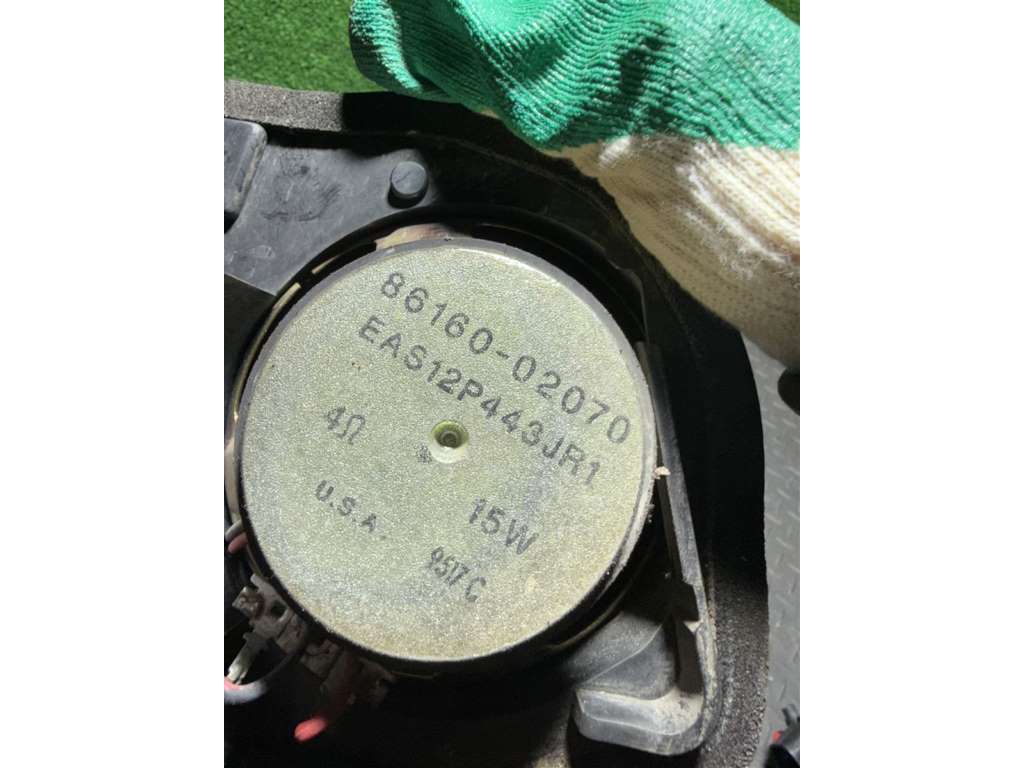 86160-02070
EAS12P443JR1
4Ω
15W
U.S.A.
9517C